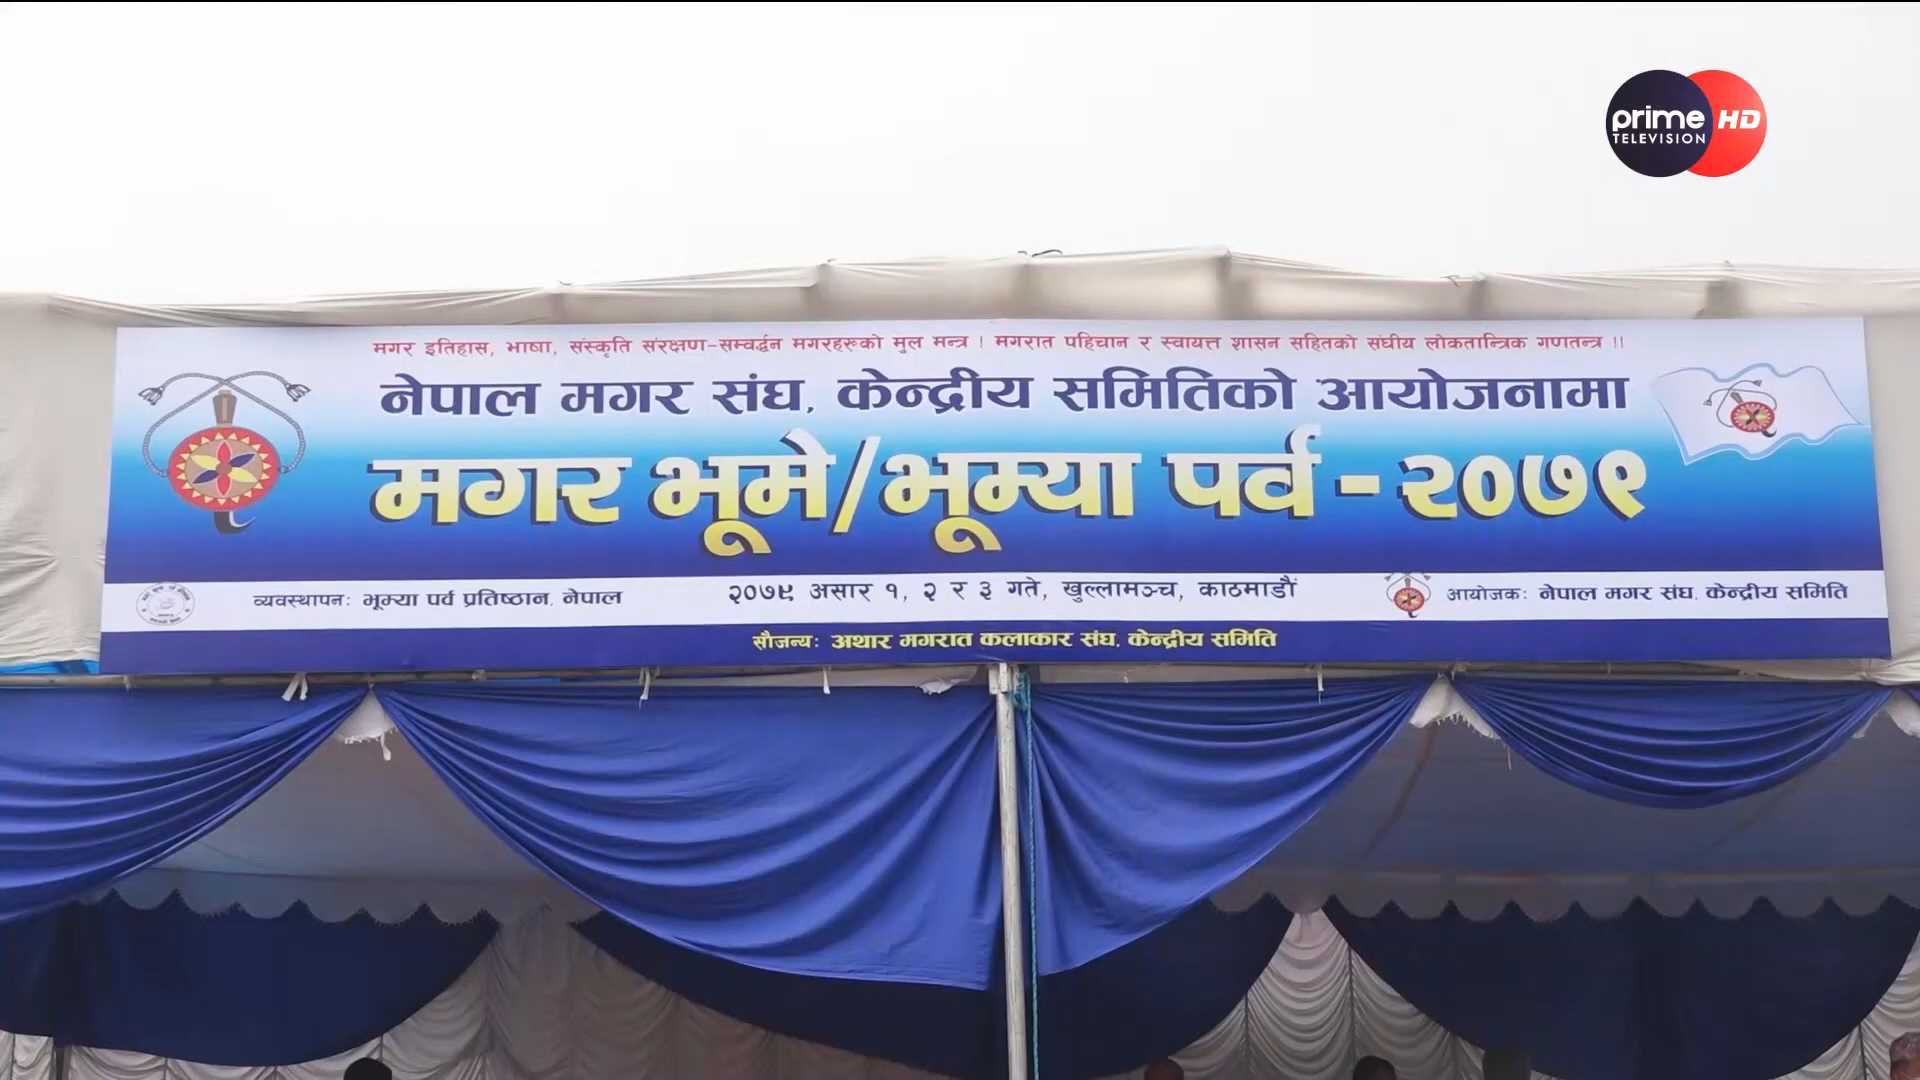 prime HD
TELEVISION
मगर इतिहास, भाषा, संस्कृति संरक्षण-सम्वर्द्धन मगरहरूको मुल मन्त्र । मगरात पहिचान र स्वायत्त शासन सहितको संघीय लोकतान्त्रिक गणतन्त्र !!
नेपाल मगर संघ, केन्द्रीय समितिको आयोजनामा
मगर भूमे/भूम्या पर्व - २०७९
व्यवस्थापनः भूम्या पर्व प्रतिष्ठान, नेपाल
२०७९ असार १, २ र ३ गते, खुल्लामञ्च, काठमाडौं
आयोजकः नेपाल मगर संघ, केन्द्रीय समिति
सौजन्यः अथार मगरात कलाकार संघ, केन्द्रीय समिति